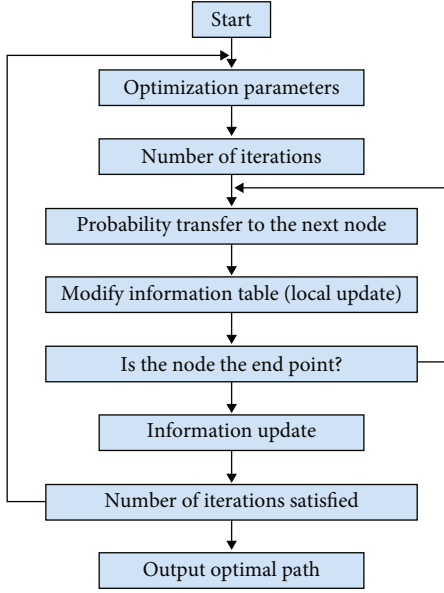 Start
Optimization parameters
Number of iterations
Probability transfer to the next node
Modify information table (local update)
Is the node the end point?
Information update
Number of iterations satisfied
Output optimal path